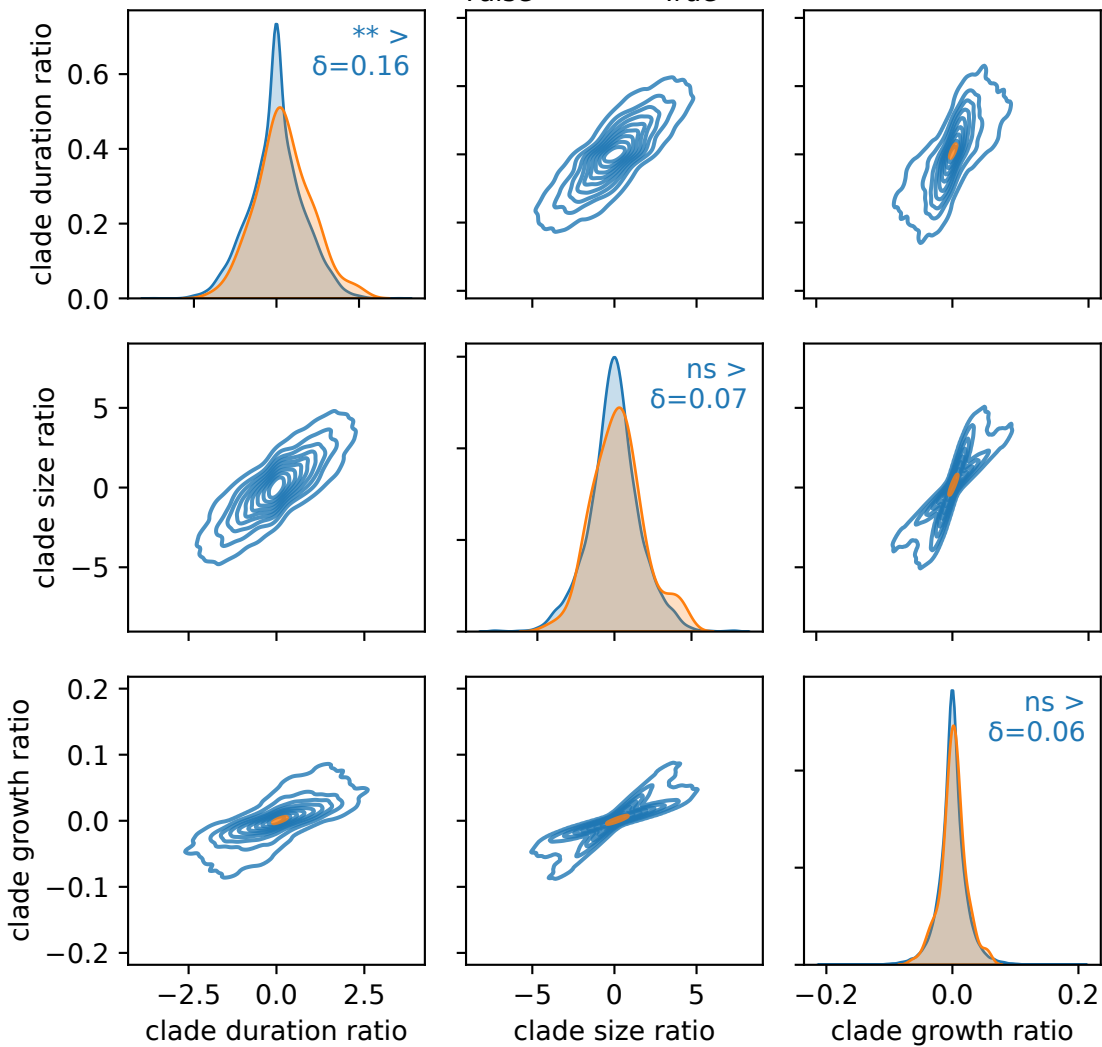 clade duration ratio
0.6
0.4
0.2
0.0
** >
δ=0.16
clade size ratio
5
0
−5
ns >
δ=0.07
clade growth ratio
0.2
0.1
0.0
−0.1
−0.2
ns >
δ=0.06
−2.5 0.0 2.5 −5 0 5 −0.2 0.0 0.2
clade duration ratio clade size ratio clade growth ratio